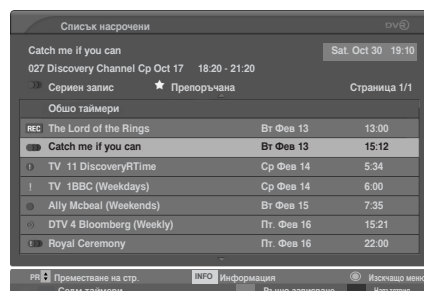 Списък насрочени
Catch me if you can Sat. Oct 30 19:10
027 Discovery Channel Ср Oct 17 18:20 - 21:20
Сериен запис Препоръчана Страница 1/1
Обшо таймери
REC The Lord of the Rings Вт Фев 13 13:00
Catch me if you can Вт Фев 13 15:12
TV 11 DiscoveryRTime Ср Фев 14 5:34
! TV 1BBC (Weekdays) Ср Фев 14 6:00
Ally Mcbeal (Weekends) Вт Фев 15 7:35
DTV 4 Bloomberg (Weekly) Пт. Фев 16 15:21
Royal Ceremony Пт. Фев 16 22:00
PR Преместване на стр. INFO Информация Изскчащо меню